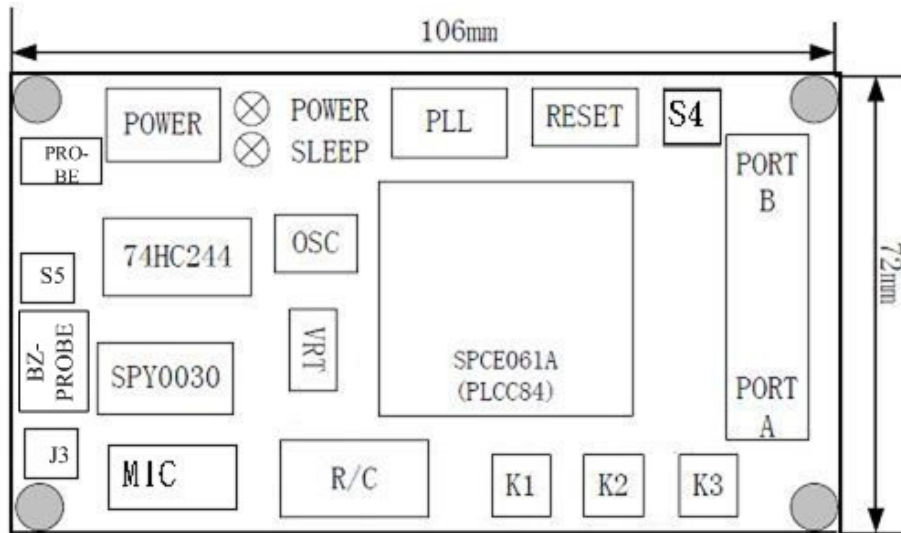 106mm
POWER
POWER
SLEEP
PLL
RESET
S4
PRO-
BE
PORT
B
74HC244
OSC
72mm
S5
BZ-
PROBE
SPY0030
VRT
SPCE061A
(PLCC84)
PORT
A
J3
MIC
R/C
K1
K2
K3